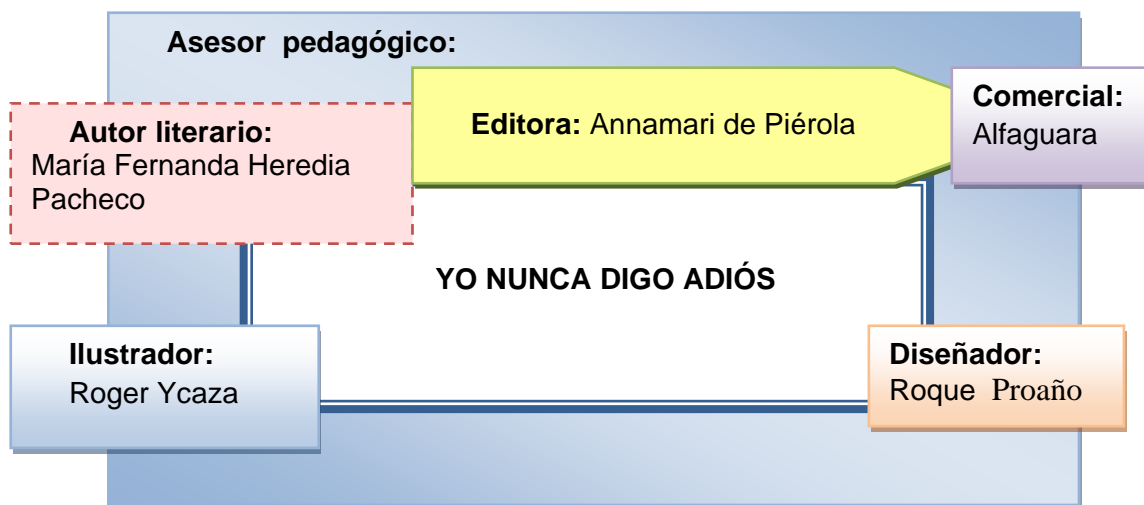 Asesor pedagógico:
Autor literario:
María Fernanda Heredia
Pacheco
Editora: Annamari de Piérola
Comercial:
Alfaguara
YO NUNCA DIGO ADIÓS
Ilustrador:
Roger Ycaza
Diseñador:
Roque Proaño